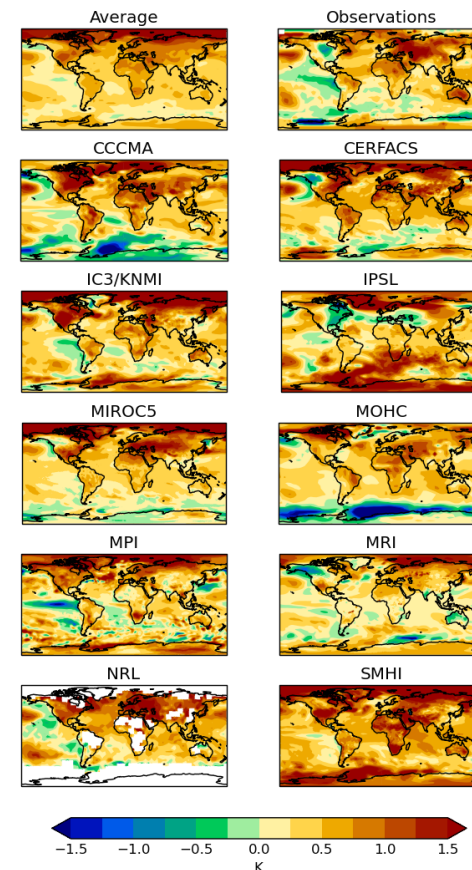 Average Observations
CCCMA CERFACS
IC3/KNMI IPSL
MIROC5 MOHC
MPI MRI
NRL SMHI
−1.5 −1.0 −0.5 0.0 0.5 1.0 1.5
K